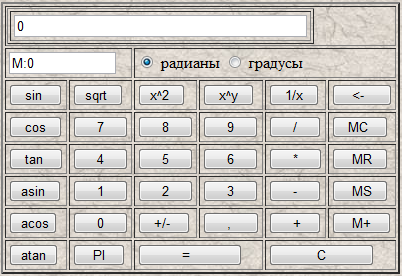 0
M:0 радианы градусы
sin sqrt x^2 x^y 1/x <-
cos 7 8 9 / MC
tan 4 5 6 * MR
asin 1 2 3 - MS
acos 0 +/- , + M+
atan PI = C